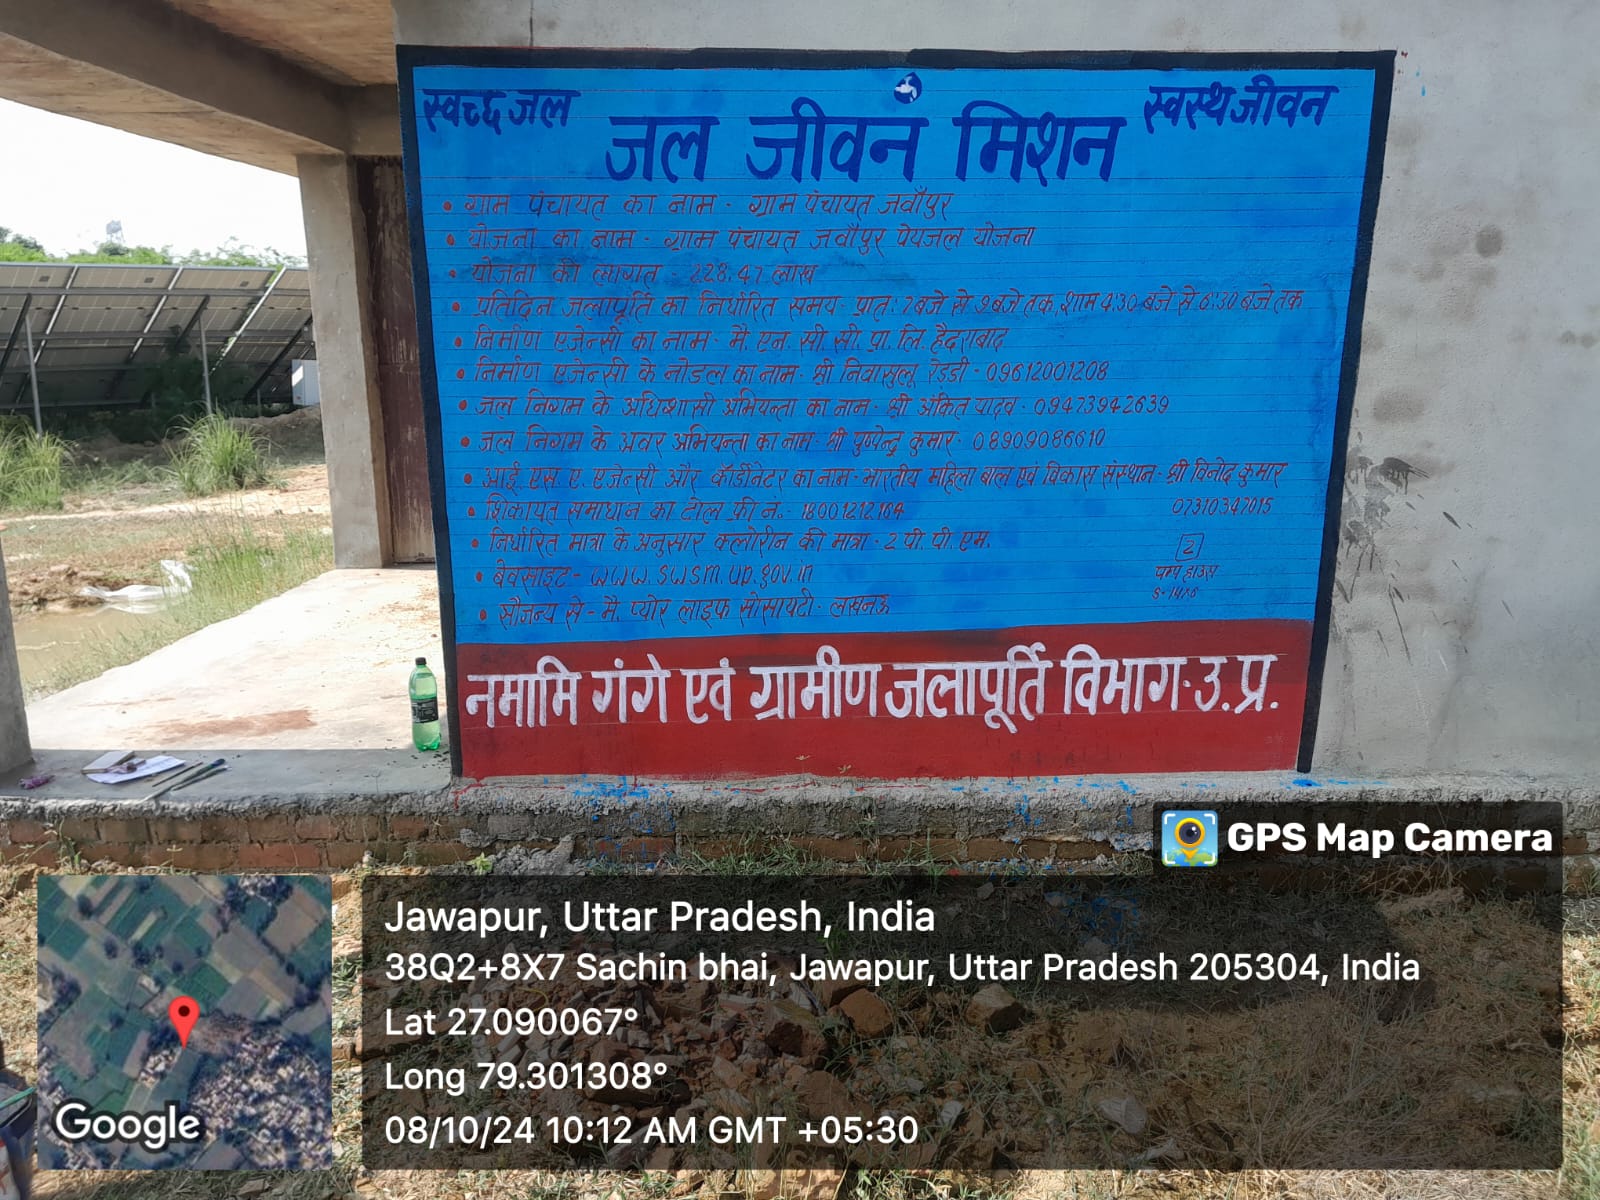 स्वच्छ जल
जल जीवन मिशन
स्वस्थ जीवन
• ग्राम पंचायत का नाम - ग्राम पंचायत जवाँपुर
• योजना का नाम - ग्राम पंचायत जवाँपुर पेयजल योजना
• योजना की लागत - 228.47 लाख
• प्रतिदिन जलापूर्ति का निर्धारित समय - प्रातः 7 बजे से 9 बजे तक, शाम 4:30 बजे से 6:30 बजे तक
• निर्माण एजेन्सी का नाम - मै. एन. सी. सी. प्रा. लि. हैदराबाद
• निर्माण एजेन्सी के नोडल का नाम - श्री निवासुलू रेड्डी - 09612001208
• जल निगम के अधिशासी अभियन्ता का नाम - श्री अंकित यादव - 09473942639
• जल निगम के अवर अभियन्ता का नाम - श्री पुष्पेन्द्र कुमार - 08909086610
• आई. एस. ए. एजेन्सी और कॉर्डीनेटर का नाम - भारतीय महिला बाल एवं विकास संस्थान - श्री विनोद कुमार
07310347015
• शिकायत समाधान का टोल फ्री नं. - 18001212164
• निर्धारित मात्रा के अनुसार क्लोरीन की मात्रा - 2 पी. पी. एम.
• बेवसाइट - www.swsm.up.gov.in
• सौजन्य से - मै. प्योर लाइफ सोसायटी - लखनऊ
2
पम्प हाउस
नमामि गंगे एवं ग्रामीण जलापूर्ति विभाग - उ. प्र.
GPS Map Camera
Jawapur, Uttar Pradesh, India
38Q2+8X7 Sachin bhai, Jawapur, Uttar Pradesh 205304, India
Lat 27.090067°
Long 79.301308°
08/10/24 10:12 AM GMT +05:30
Google